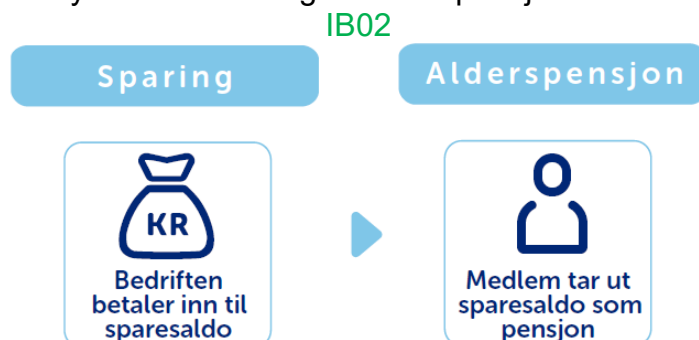 IB02
Sparing
Alderspensjon
KR
Bedriften
betaler inn til
sparesaldo
Medlem tar ut
sparesaldo som
pensjon